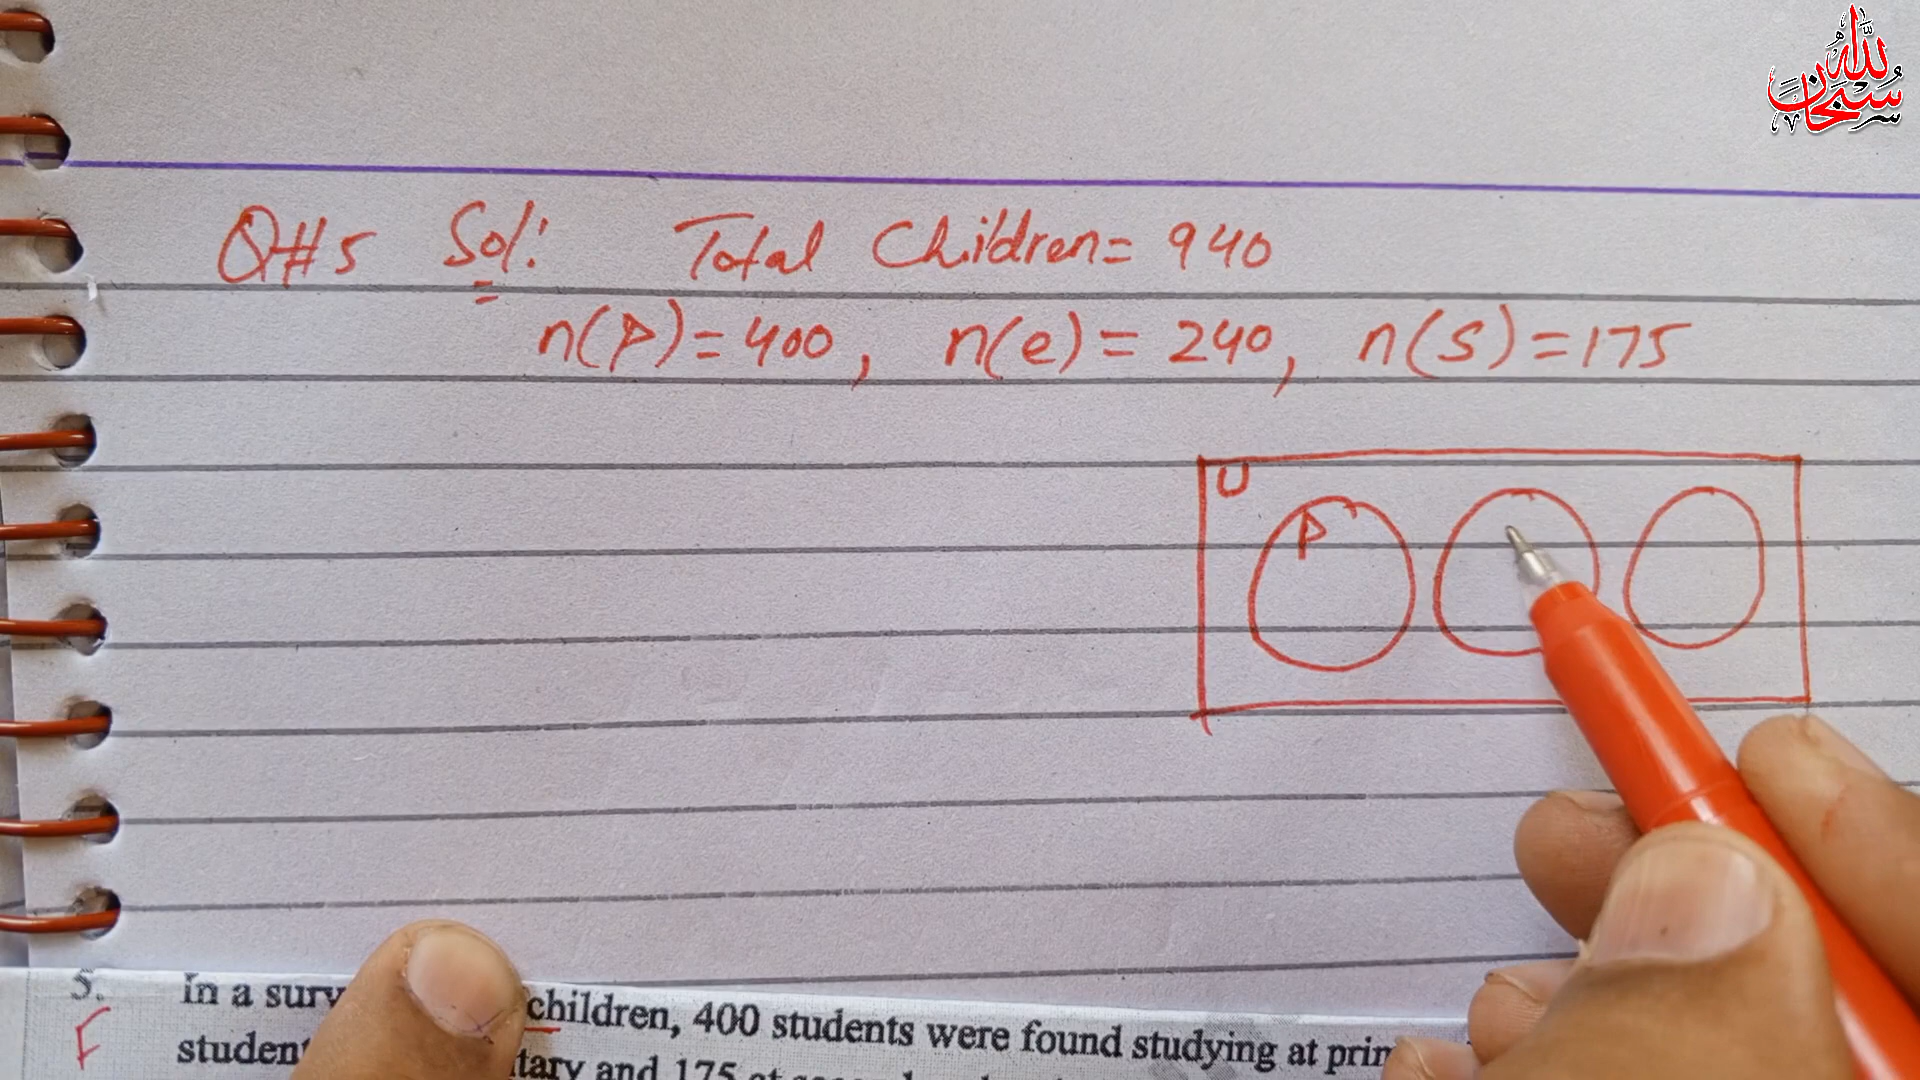 سبحان الله
Q#5 Sol: Total Children = 940
n(P) = 400, n(e) = 240, n(S) = 175
U
P
5. In a surv children, 400 students were found studying at prim
F
student tary and 175 at